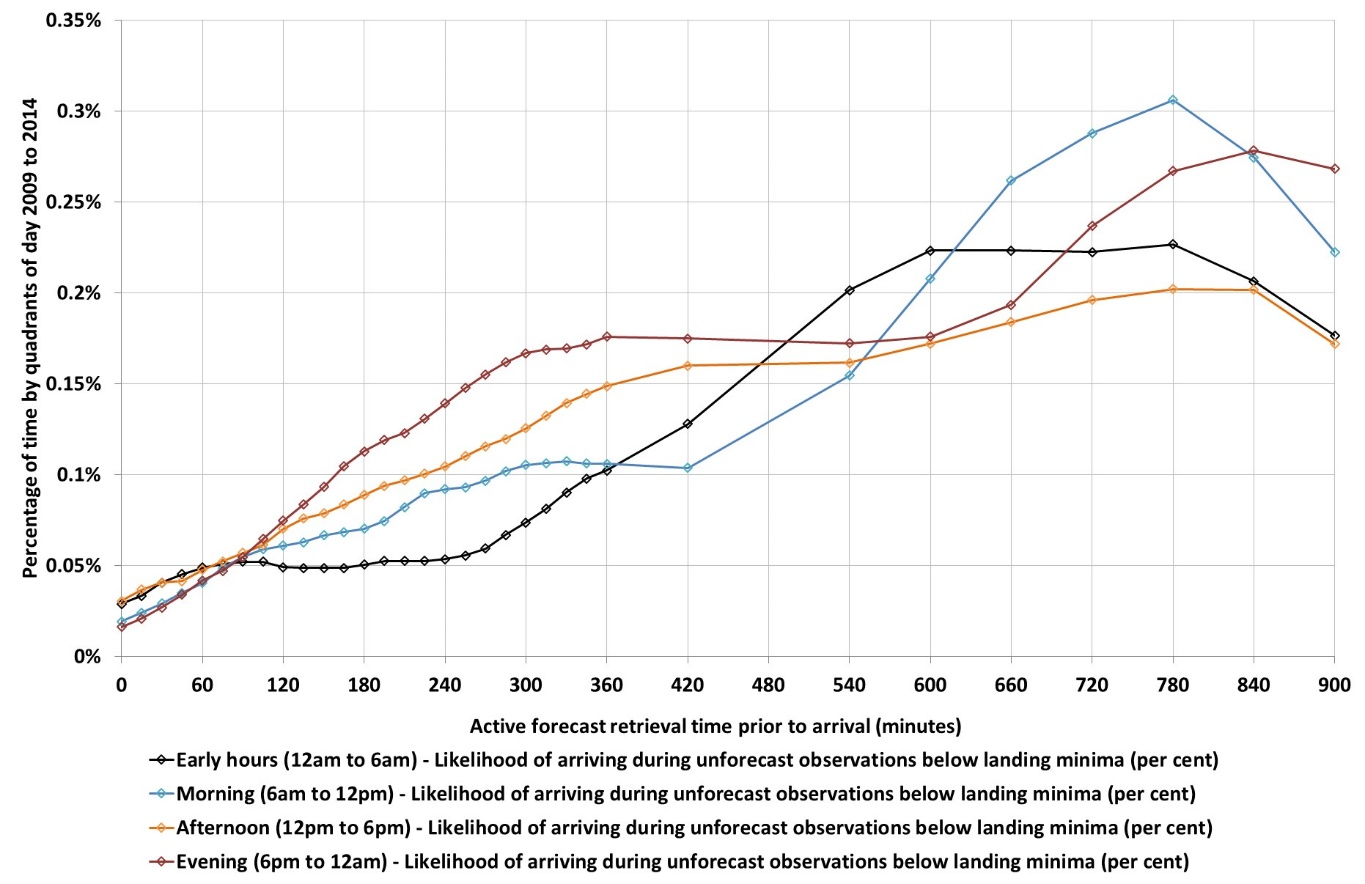 0.35%
0.3%
0.25%
0.2%
0.15%
0.1%
0.05%
0%
Percentage of time by quadrants of day 2009 to 2014
0 60 120 180 240 300 360 420 480 540 600 660 720 780 840 900
Active forecast retrieval time prior to arrival (minutes)
Early hours (12am to 6am) - Likelihood of arriving during unforecast observations below landing minima (per cent)
Morning (6am to 12pm) - Likelihood of arriving during unforecast observations below landing minima (per cent)
Afternoon (12pm to 6pm) - Likelihood of arriving during unforecast observations below landing minima (per cent)
Evening (6pm to 12am) - Likelihood of arriving during unforecast observations below landing minima (per cent)